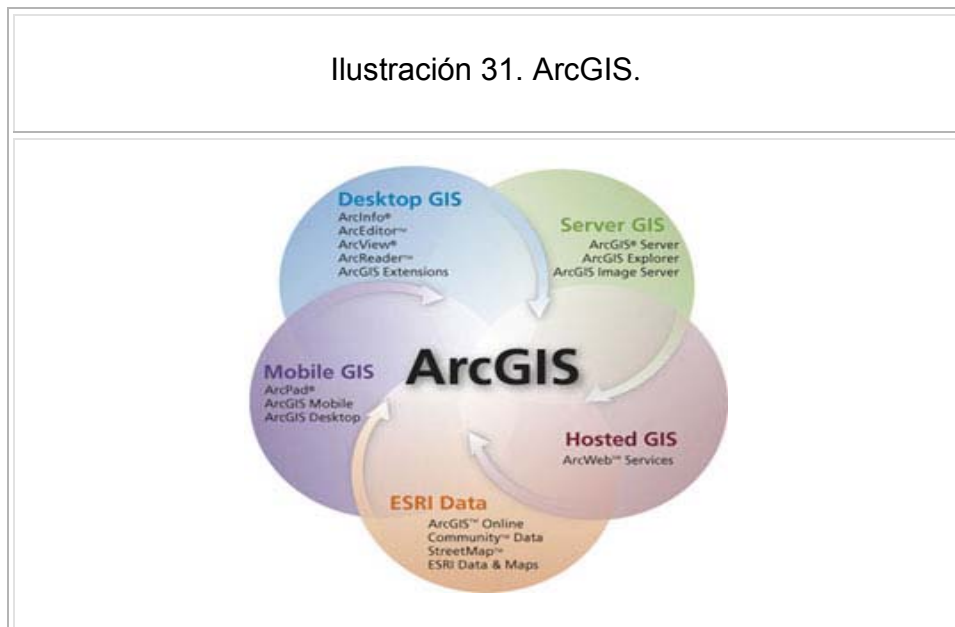 Ilustración 31. ArcGIS.
Desktop GIS
ArcInfo®
ArcEditor™
ArcView®
ArcReader™
ArcGIS Extensions
Server GIS
ArcGIS® Server
ArcGIS Explorer
ArcGIS Image Server
ArcGIS
Mobile GIS
ArcPad®
ArcGIS Mobile
ArcGIS Desktop
Hosted GIS
ArcWeb™ Services
ESRI Data
ArcGIS™ Online
Community™ Data
StreetMap™
ESRI Data & Maps